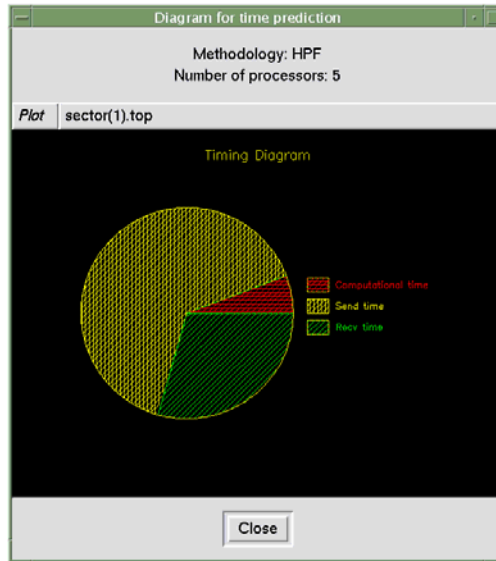 Diagram for time prediction
Methodology: HPF
Number of processors: 5
Plot sector(1).top
Timing Diagram
Computational time
Send time
Recv time
Close